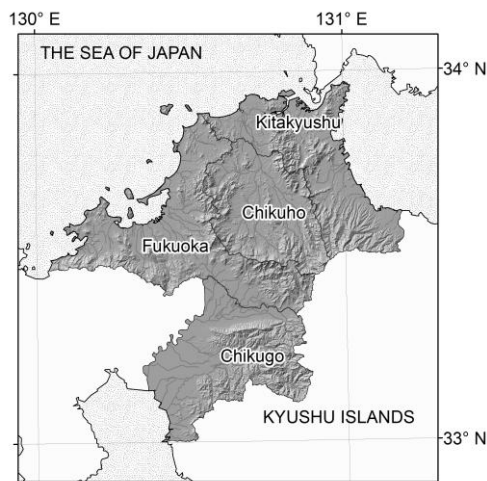 130° E
131° E
THE SEA OF JAPAN
34° N
Kitakyushu
Chikuho
Fukuoka
Chikugo
KYUSHU ISLANDS
33° N